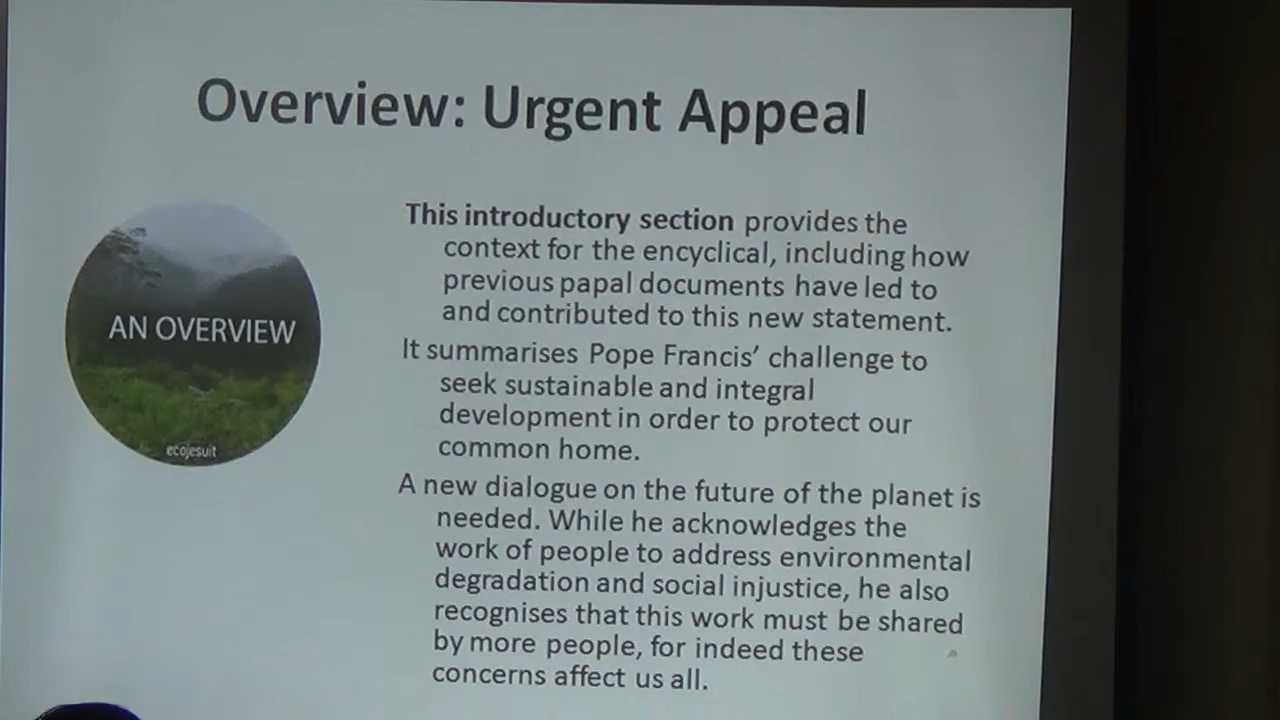 Overview: Urgent Appeal
AN OVERVIEW
ecojesuit
This introductory section provides the
context for the encyclical, including how
previous papal documents have led to
and contributed to this new statement.
It summarises Pope Francis' challenge to
seek sustainable and integral
development in order to protect our
common home.
A new dialogue on the future of the planet is
needed. While he acknowledges the
work of people to address environmental
degradation and social injustice, he also
recognises that this work must be shared
by more people, for indeed these
concerns affect us all.